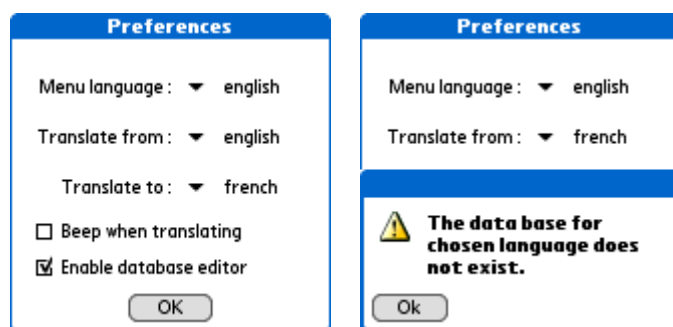 Preferences
Menu language : english
Translate from : english
Translate to : french
Beep when translating
Enable database editor
OK
Preferences
Menu language : english
Translate from : french
The data base for
chosen language does
not exist.
Ok